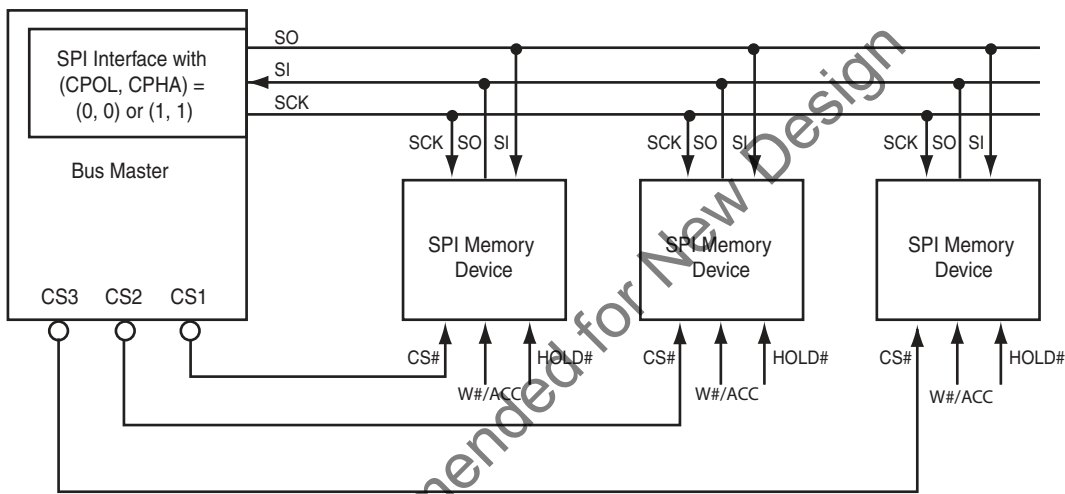 SO
SPI Interface with
(CPOL, CPHA) =
(0, 0) or (1, 1)
SI
SCK
Bus Master
CS3 CS2 CS1
SCK SO SI
SCK SO SI
SCK SO SI
SPI Memory
Device
SPI Memory
Device
SPI Memory
Device
CS#
W#/ACC
HOLD#
CS#
W#/ACC
HOLD#
CS#
W#/ACC
HOLD#
mended for New Design